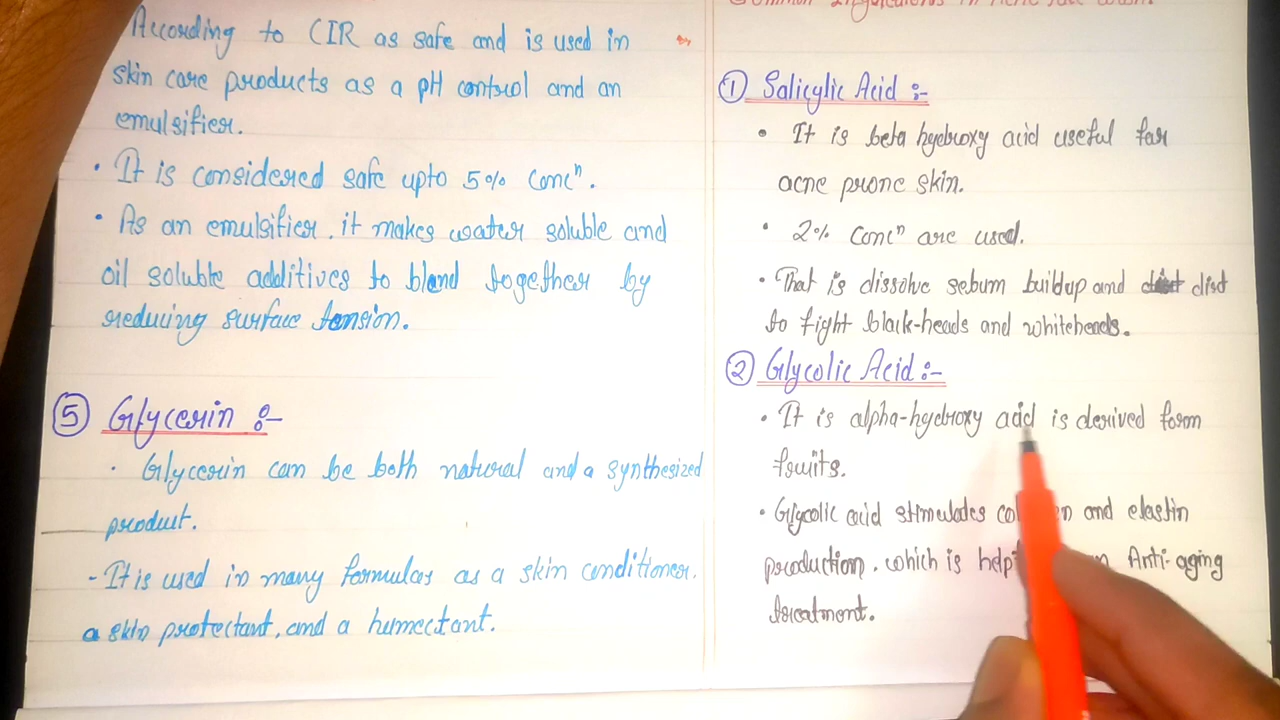 According to CIR as safe and is used in
skin care products as a pH control and an
emulsifier.
• It is considered safe upto 5% Concⁿ.
• As an emulsifier, it makes water soluble and
oil soluble additives to blend together by
reducing surface tension.
⑤ Glycerin :-
· Glycerin can be both natural and a synthesized
product.
- It is used in many formulas as a skin conditioner.
a skin protectant, and a humectant.
① Salicylic Acid :-
• It is beta hydroxy acid useful for
acne prone skin.
• 2% Concⁿ are used.
• That is dissolve sebum buildup and dirt
to fight black-heads and whiteheads.
② Glycolic Acid :-
• It is alpha-hydroxy acid is derived form
fruits.
• Glycolic acid stimulates and elastin
production. which is Anti-aging
treatment.